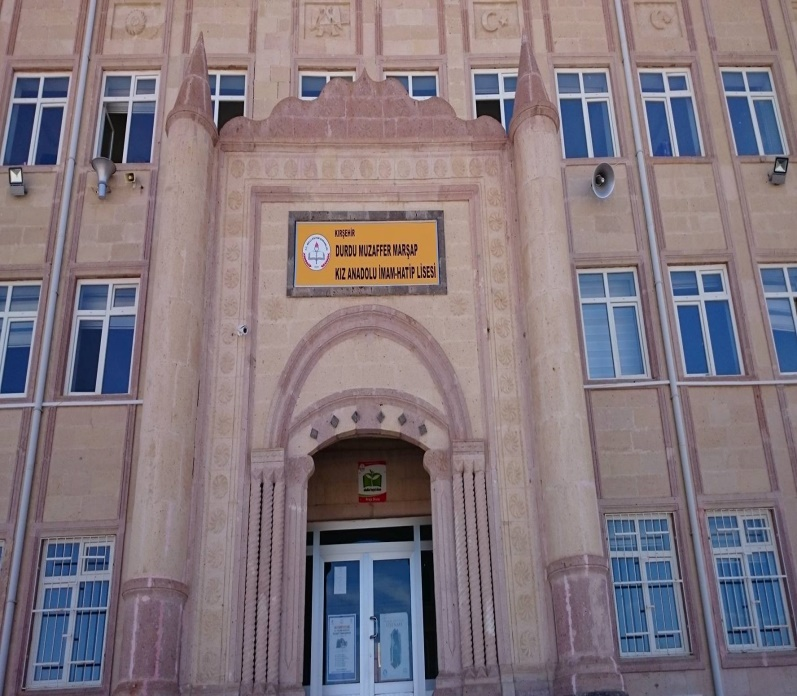 KIRŞEHİR
DURDU MUZAFFER MARŞAP
KIZ ANADOLU İMAM-HATİP LİSESİ